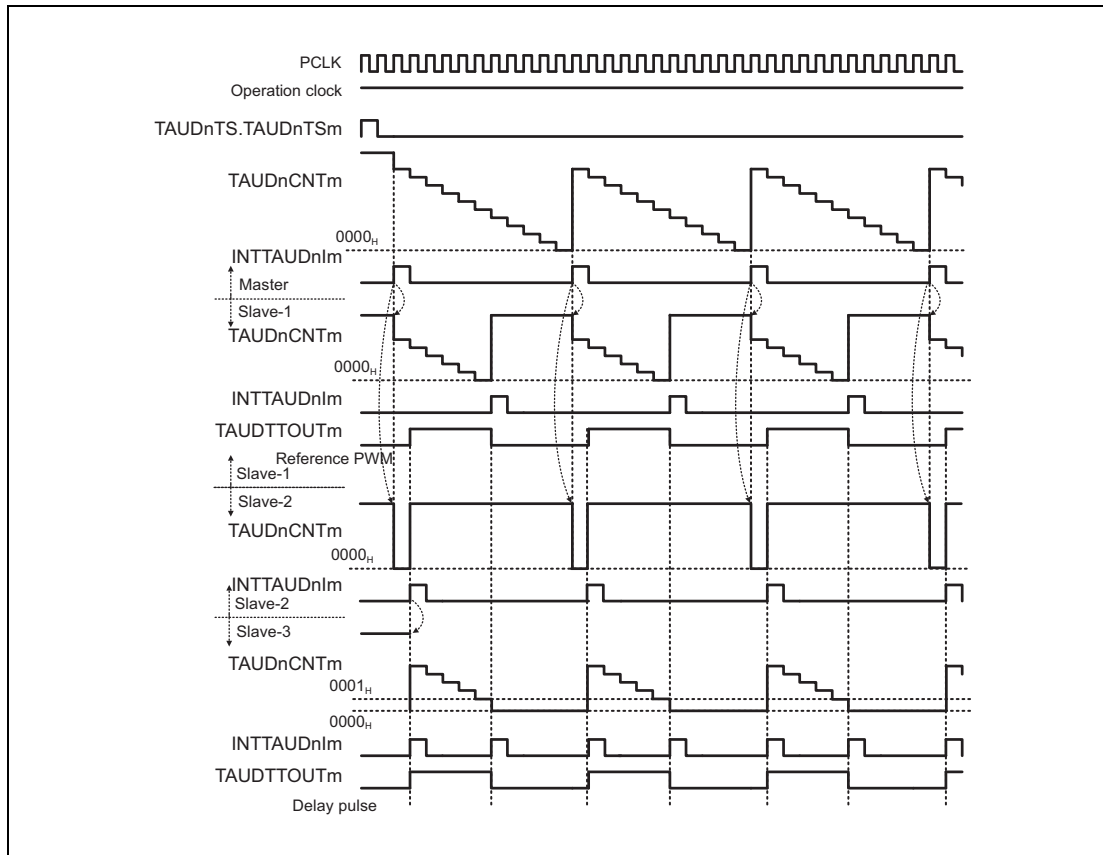 PCLK
Operation clock
TAUDnTS.TAUDnTSm
TAUDnCNTm
0000H
INTTAUDnIm
Master
Slave-1
TAUDnCNTm
0000H
INTTAUDnIm
TAUDTTOUTm
Reference PWM
Slave-1
Slave-2
TAUDnCNTm
0000H
INTTAUDnIm
Slave-2
Slave-3
TAUDnCNTm
0001H
0000H
INTTAUDnIm
TAUDTTOUTm
Delay pulse